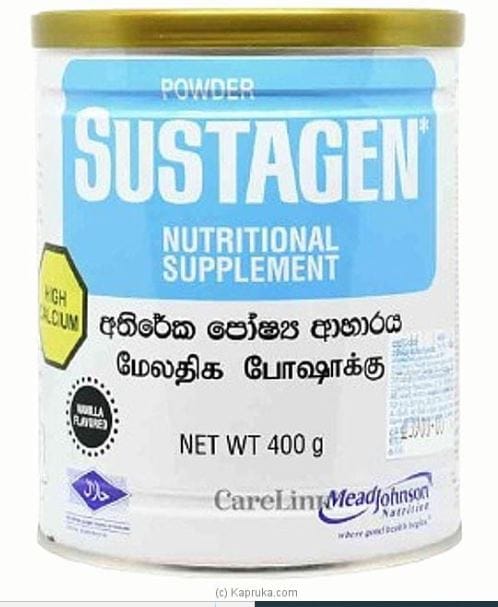 POWDER
SUSTAGEN*
NUTRITIONAL
SUPPLEMENT
HIGH
CALCIUM
අතිරේක පෝෂ්‍ය ආහාරය
மேலதிக போஷாக்கு
VANILLA
FLAVORED
NET WT 400 g
حلال
CareLink
MeadJohnson
Nutrition
where good health begins
(c) Kapruka.com